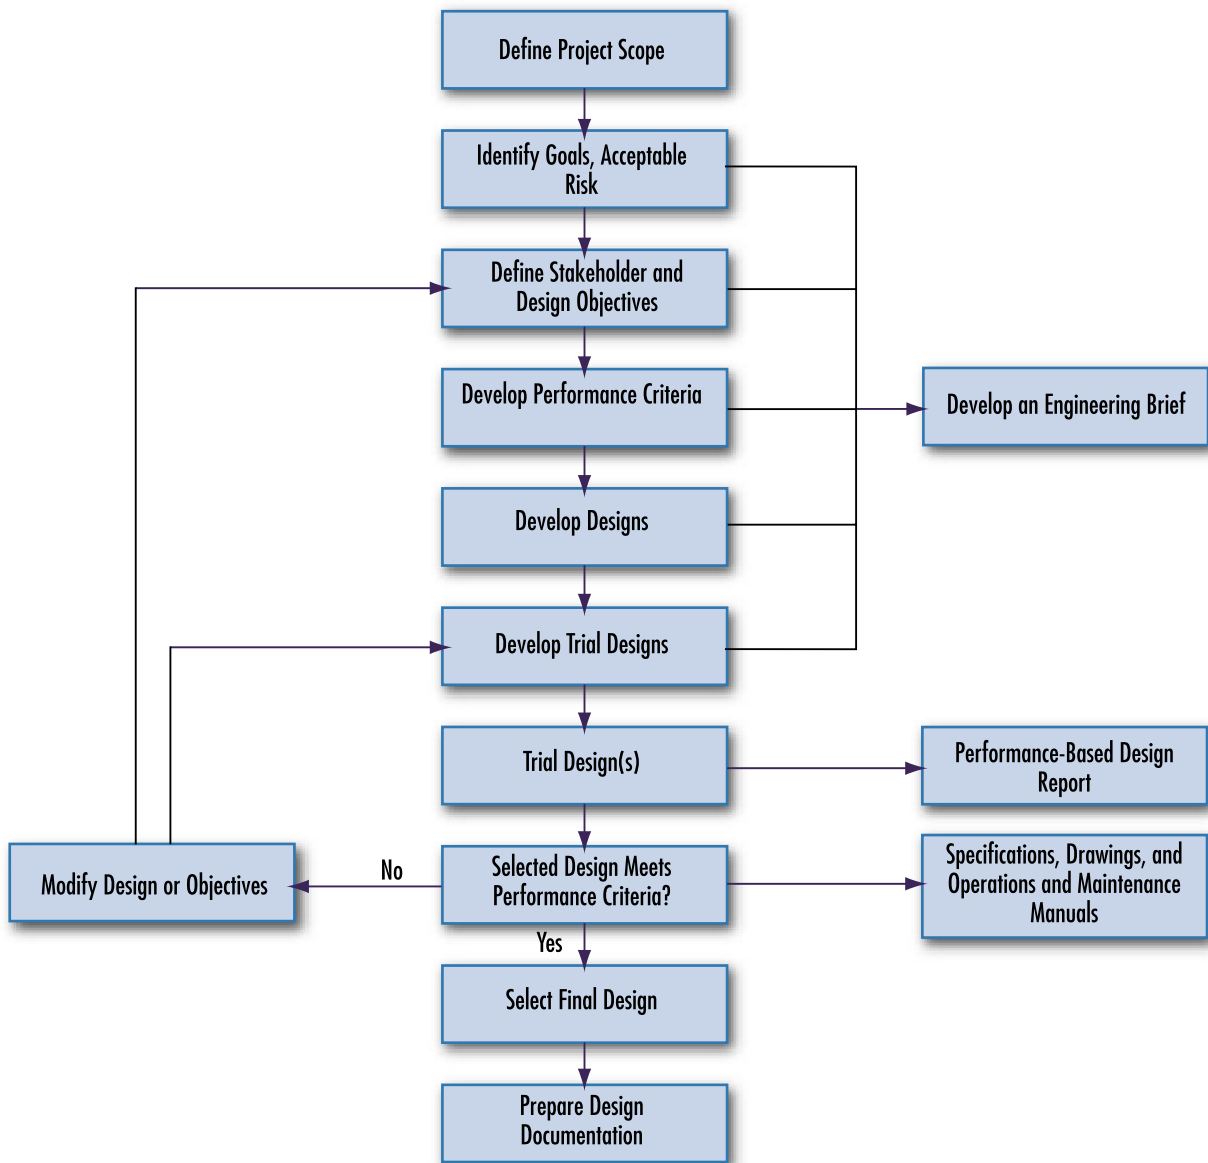 Define Project Scope
Identify Goals, Acceptable
Risk
Define Stakeholder and
Design Objectives
Develop Performance Criteria
Develop an Engineering Brief
Develop Designs
Develop Trial Designs
Trial Design(s)
Performance-Based Design
Report
Modify Design or Objectives
No
Selected Design Meets
Performance Criteria?
Specifications, Drawings, and
Operations and Maintenance
Manuals
Yes
Select Final Design
Prepare Design
Documentation